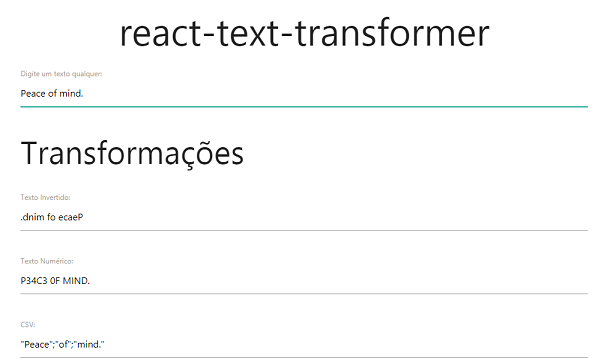 react-text-transformer
Digite um texto qualquer:
Peace of mind.
Transformações
Texto Invertido:
.dnim fo ecaeP
Texto Numérico:
P34C3 0F MIND.
CSV:
"Peace";"of";"mind."